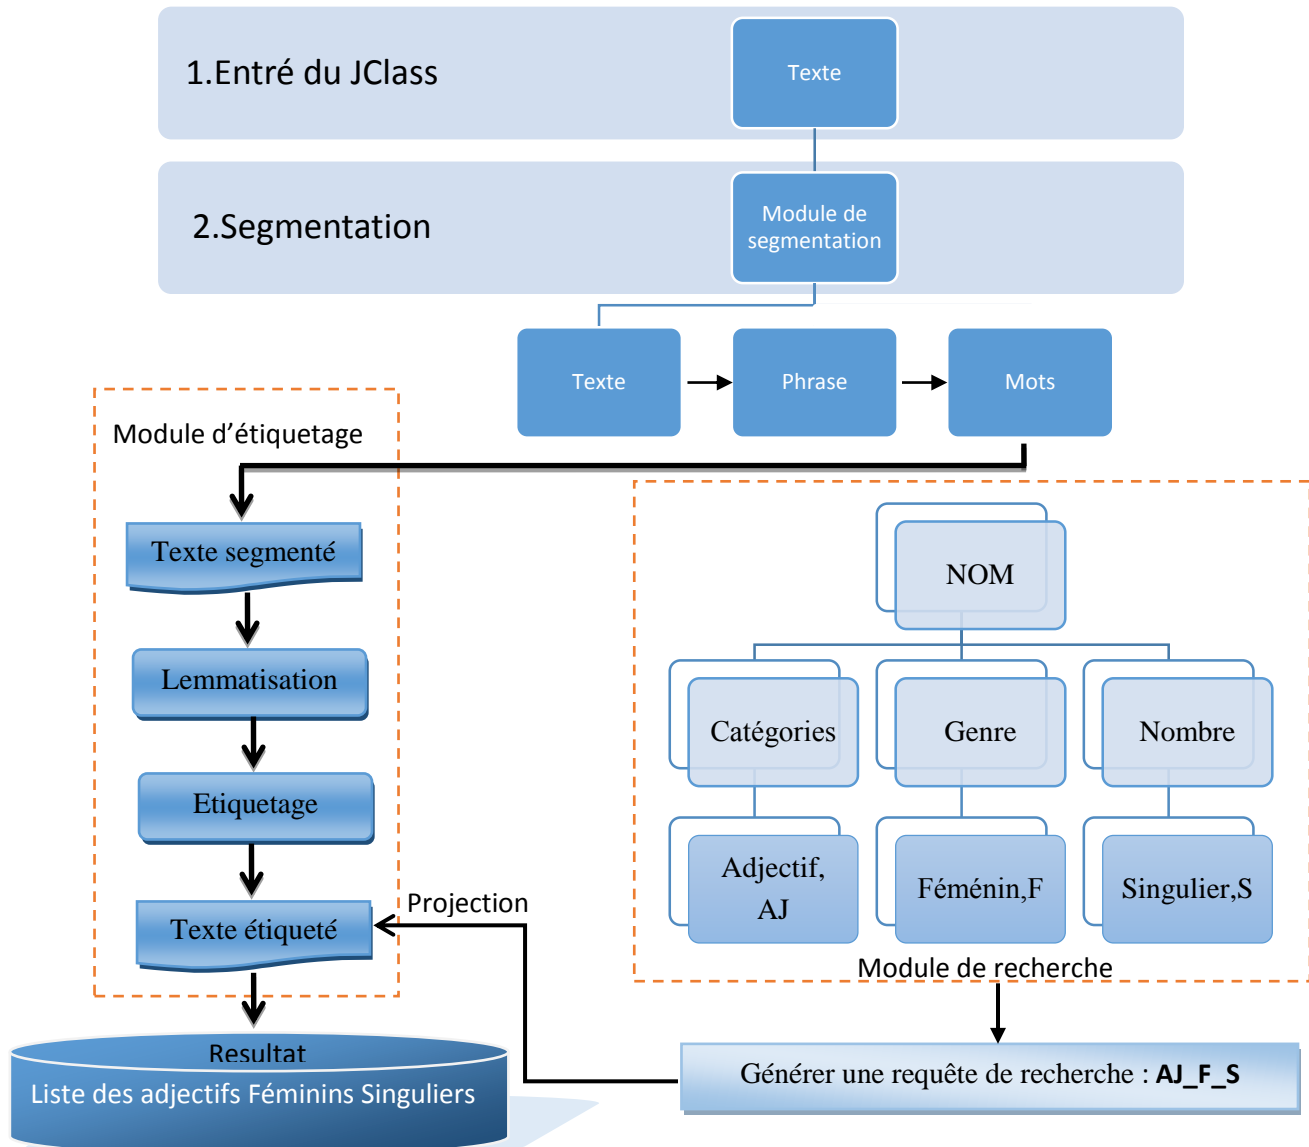 1.Entré du JClass
Texte
2.Segmentation
Module de
segmentation
Texte
Phrase
Mots
Module d’étiquetage
Texte segmenté
Lemmatisation
Etiquetage
Texte étiqueté
Projection
NOM
Catégories
Genre
Nombre
Adjectif,
AJ
Féménin,F
Singulier,S
Module de recherche
Générer une requête de recherche : AJ_F_S
Resultat
Liste des adjectifs Féminins Singuliers